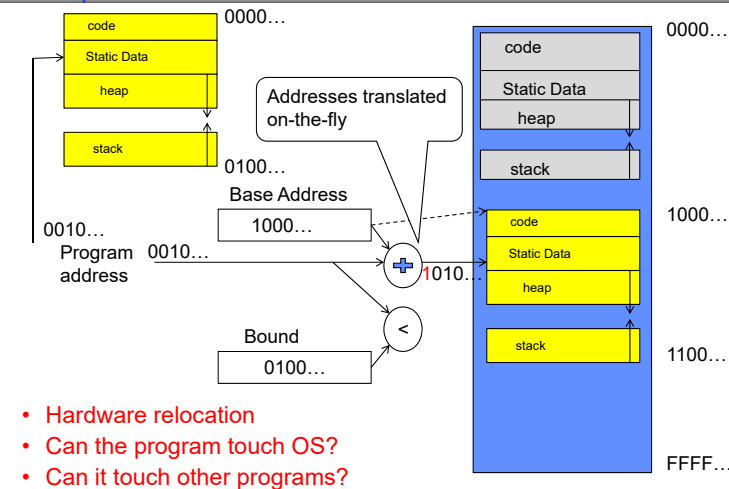 code
Static Data
heap
stack
0000…
0100…
Addresses translated
on-the-fly
Base Address
1000…
0010…
Program
address
0010…
1010…
<
Bound
0100…
code
Static Data
heap
stack
code
Static Data
heap
stack
0000…
1000…
1100…
FFFF…
• Hardware relocation
• Can the program touch OS?
• Can it touch other programs?